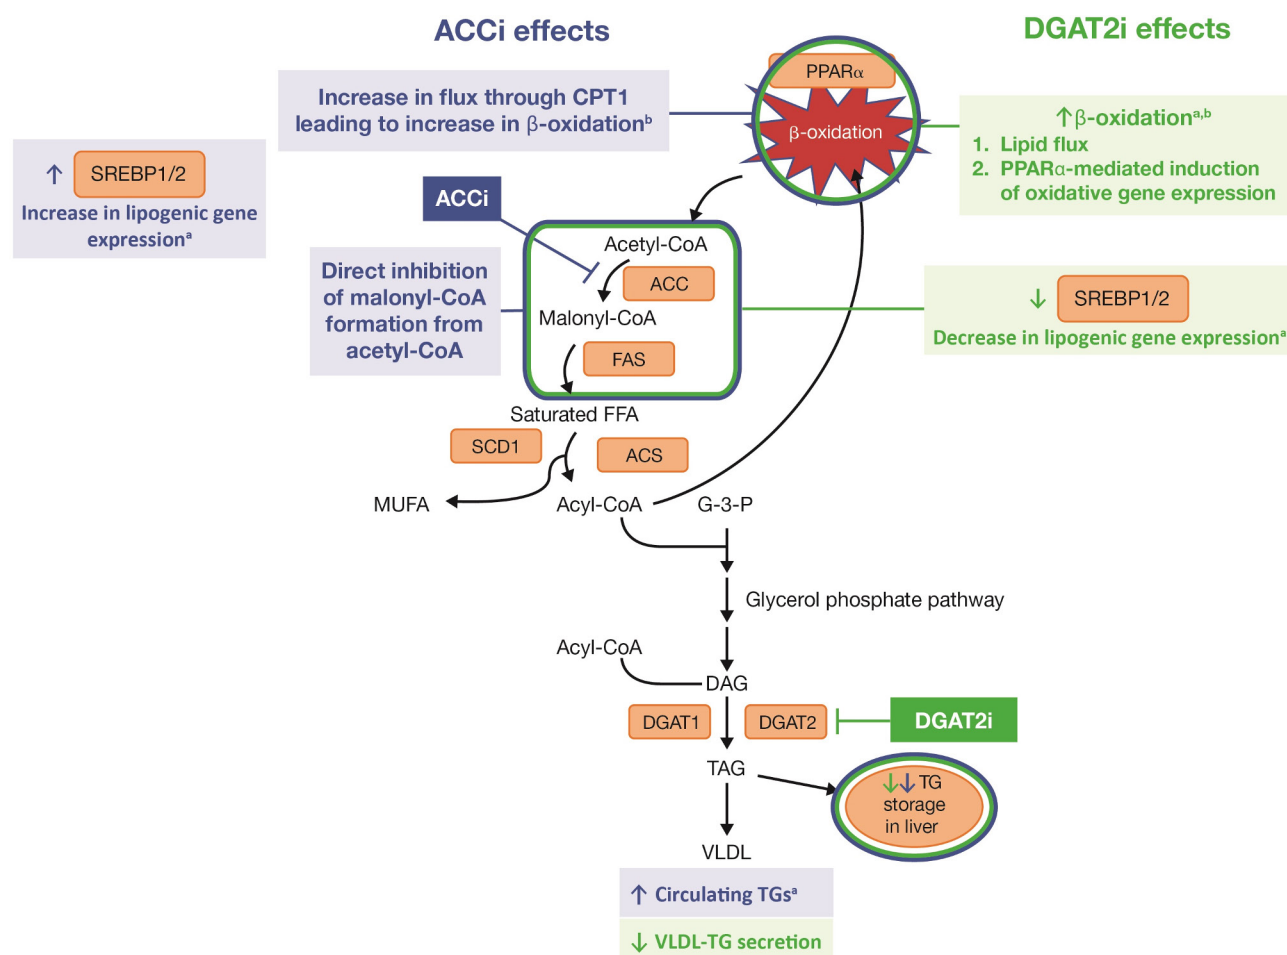 ACCi effects
DGAT2i effects
Increase in flux through CPT1
leading to increase in β-oxidationᵇ
PPARα
β-oxidation
↑β-oxidationᵃ,ᵇ
1. Lipid flux
2. PPARα-mediated induction
of oxidative gene expression
↑ SREBP1/2
Increase in lipogenic gene
expressionᵃ
ACCi
Direct inhibition
of malonyl-CoA
formation from
acetyl-CoA
Acetyl-CoA
ACC
Malonyl-CoA
FAS
↓ SREBP1/2
Decrease in lipogenic gene expressionᵃ
Saturated FFA
SCD1
ACS
MUFA
Acyl-CoA
G-3-P
Glycerol phosphate pathway
Acyl-CoA
DAG
DGAT1
DGAT2
DGAT2i
TAG
↓↓ TG
storage
in liver
VLDL
↑ Circulating TGsᵃ
↓ VLDL-TG secretion